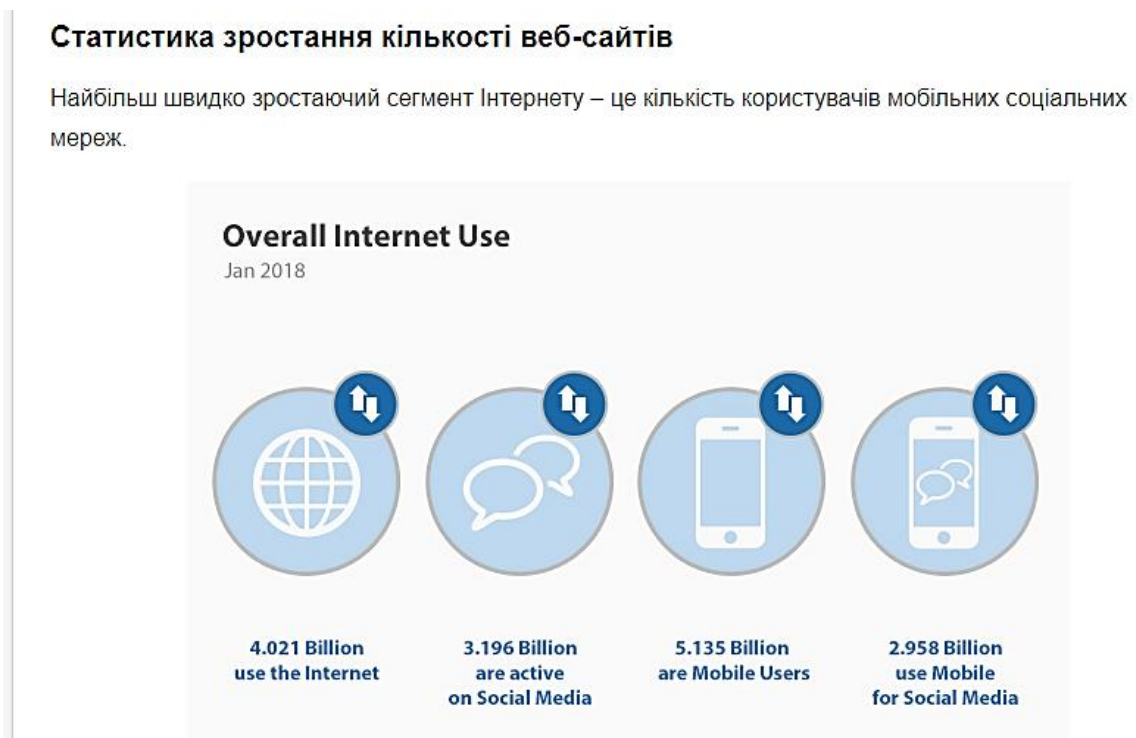 Статистика зростання кількості веб-сайтів
Найбільш швидко зростаючий сегмент Інтернету – це кількість користувачів мобільних соціальних
мереж.
Overall Internet Use
Jan 2018
4.021 Billion
use the Internet
3.196 Billion
are active
on Social Media
5.135 Billion
are Mobile Users
2.958 Billion
use Mobile
for Social Media